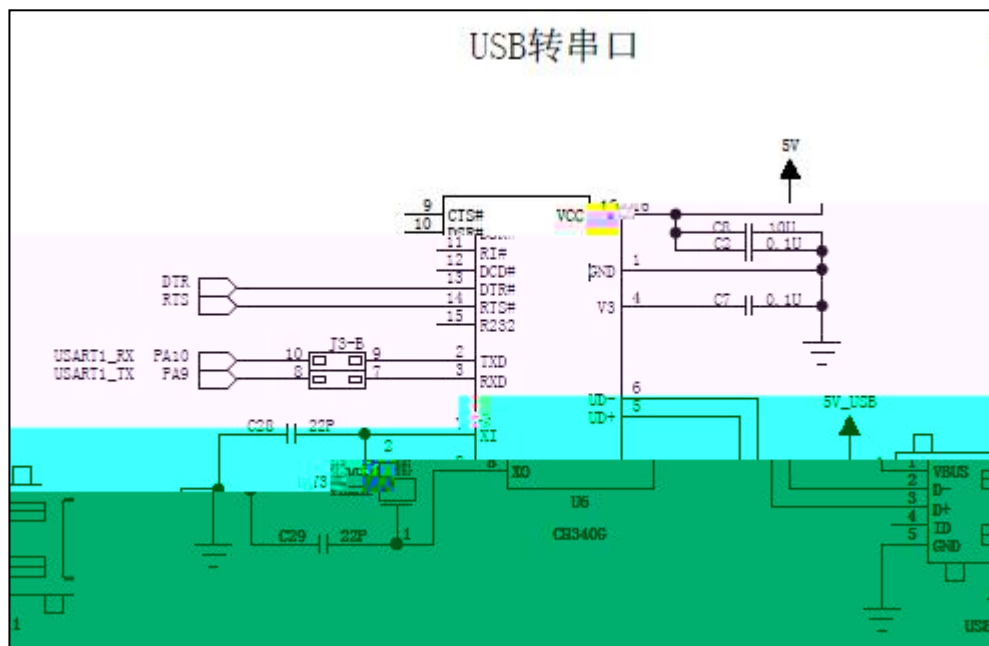 USB转串口
5V
9 CTS# VCC
10 DSR#
C8 10U
C2 0.1U
11 RI#
12 DCD# GND 1
DTR 13 DTR#
RTS 14 RTS# V3 4 C7 0.1U
15 R232
J3-B
USART1_RX PA10 10 9 2 TXD
USART1_TX PA9 8 7 3 RXD
UD- 6
UD+ 5 5V_USB
C28 22P XI
2
8 XO
1 VBUS
2 D-
3 D+
4 ID
5 GND
U6
C29 22P 1 CH340G
1 USB